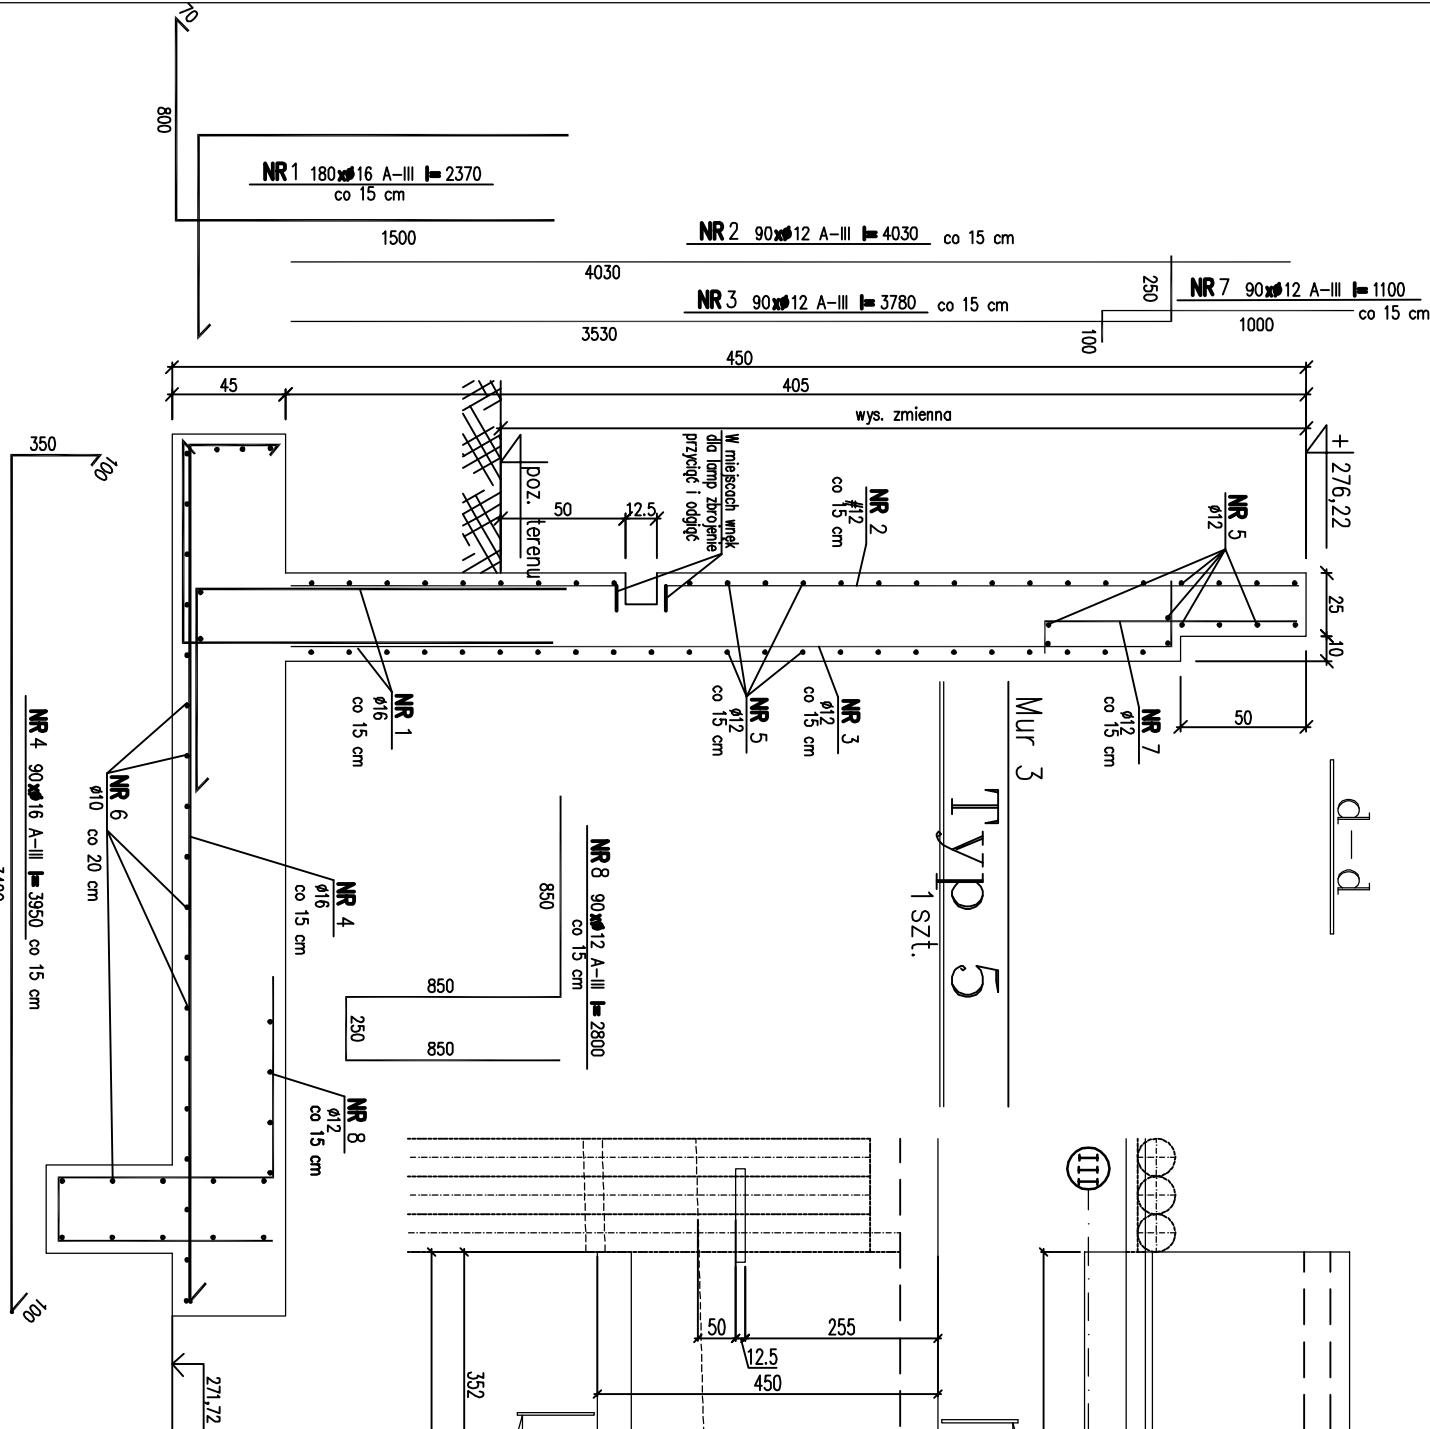 70
800
NR 1 180xø16 A-III l= 2370
co 15 cm
1500
NR 2 90xø12 A-III l= 4030 co 15 cm
4030
NR 3 90xø12 A-III l= 3780 co 15 cm
3530
250
100
NR 7 90xø12 A-III l= 1100
co 15 cm
1000
450
45
405
wys. zmienna
+ 276,22
350
100
poz. terenu
50
12.5
W miejscach wnęk
dla lamp zbrojenie
przyciąć i odgiąć
NR 2
#12
co 15 cm
NR 5
ø12
25
10
50
NR 1
ø16
co 15 cm
NR 5
ø12
co 15 cm
NR 3
ø12
co 15 cm
NR 7
ø12
co 15 cm
Mur 3
Typ 5
1 szt.
d-d
NR 4 90xø16 A-III l= 3950 co 15 cm
NR 6
ø10 co 20 cm
NR 4
ø16
co 15 cm
NR 8 90xø12 A-III l= 2800
co 15 cm
850
850
250
850
NR 8
ø12
co 15 cm
III
100
50
255
12.5
450
352
271,72